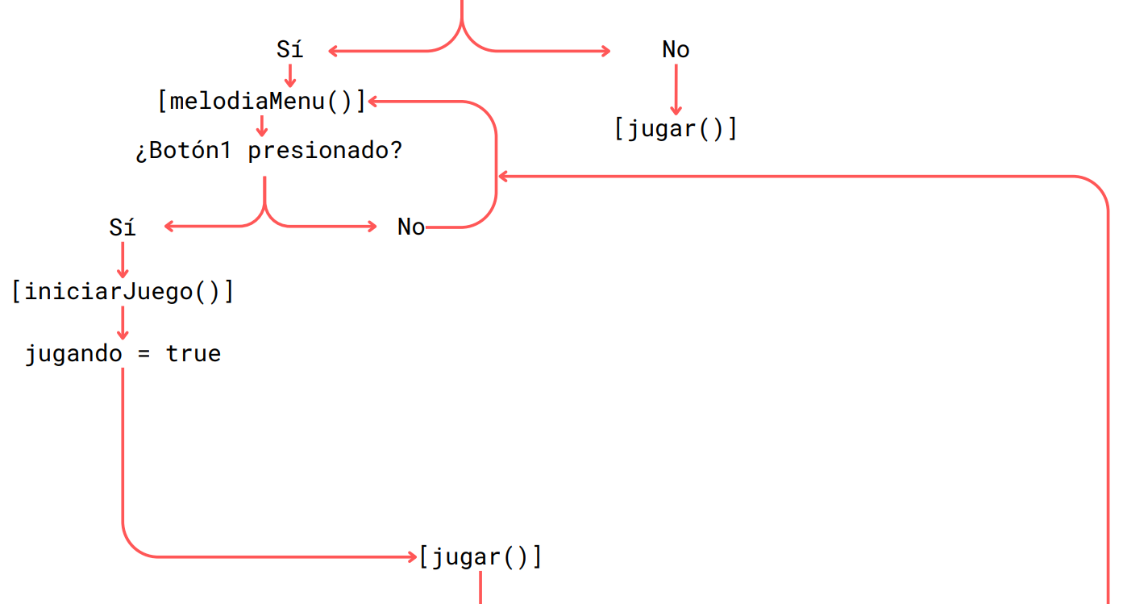 Sí
No
[melodiaMenu()]
[jugar()]
¿Botón1 presionado?
Sí
No
[iniciarJuego()]
jugando = true
[jugar()]